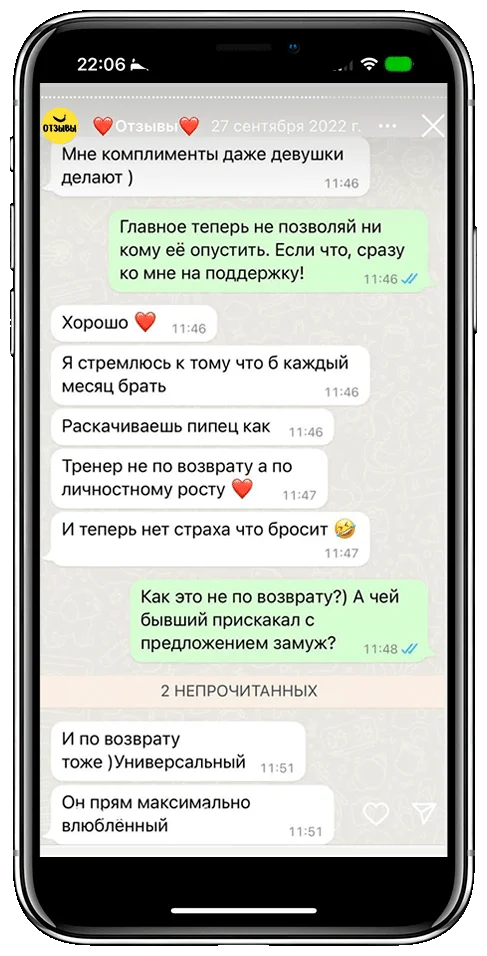 22:06
ОТЗЫВЫ ❤️Отзывы❤️ 27 сентября 2022 г. ...
Мне комплименты даже девушки
делают )
11:46
Главное теперь не позволяй ни
кому её опустить. Если что, сразу
ко мне на поддержку!
11:46
Хорошо ❤️ 11:46
Я стремлюсь к тому что б каждый
месяц брать
11:46
Раскачиваешь пипец как 11:46
Тренер не по возврату а по
личностному росту ❤️ 11:47
И теперь нет страха что бросит 🤣
11:47
Как это не по возврату?) А чей
бывший прискакал с
предложением замуж? 11:48
2 НЕПРОЧИТАННЫХ
И по возврату
тоже )Универсальный 11:51
Он прям максимально
влюблённый 11:51